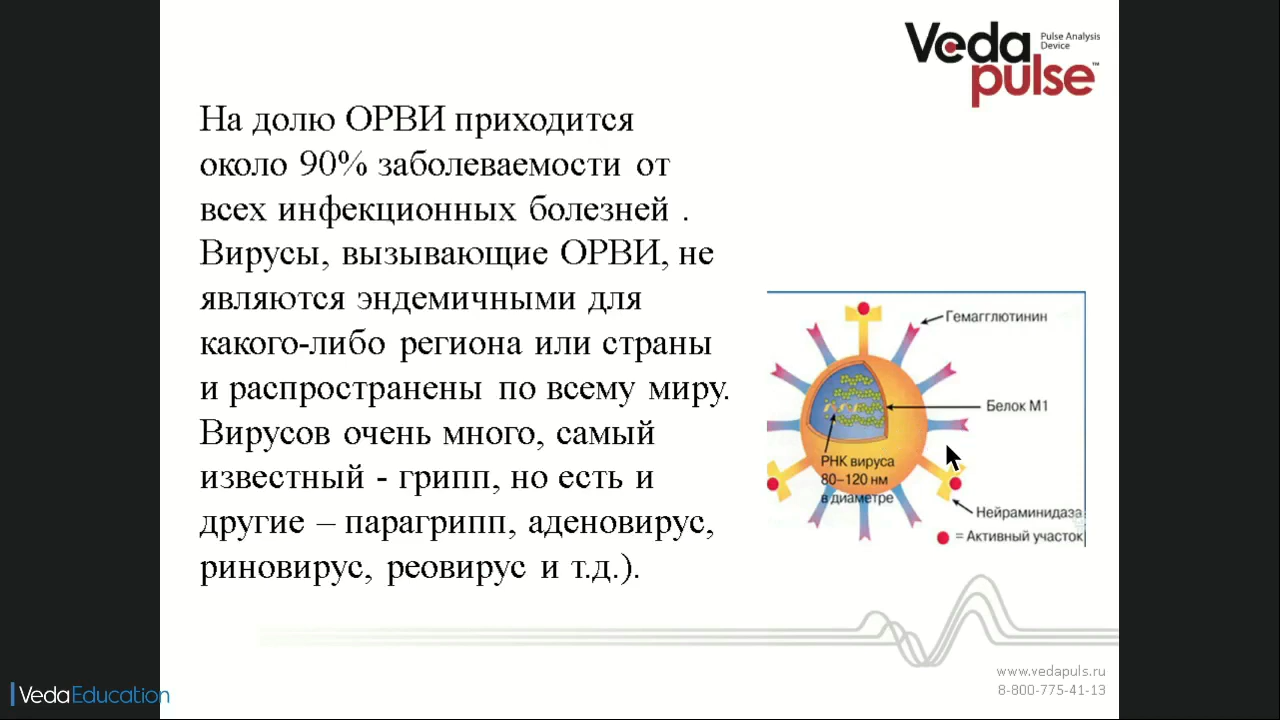 Veda
pulse™
Pulse Analysis
Device
На долю ОРВИ приходится
около 90% заболеваемости от
всех инфекционных болезней .
Вирусы, вызывающие ОРВИ, не
являются эндемичными для
какого-либо региона или страны
и распространены по всему миру.
Вирусов очень много, самый
известный - грипп, но есть и
другие – парагрипп, аденовирус,
риновирус, реовирус и т.д.).
Гемагглютинин
Белок М1
РНК вируса
80–120 нм
в диаметре
Нейраминидаза
= Активный участок
www.vedapuls.ru
8-800-775-41-13
VedaEducation